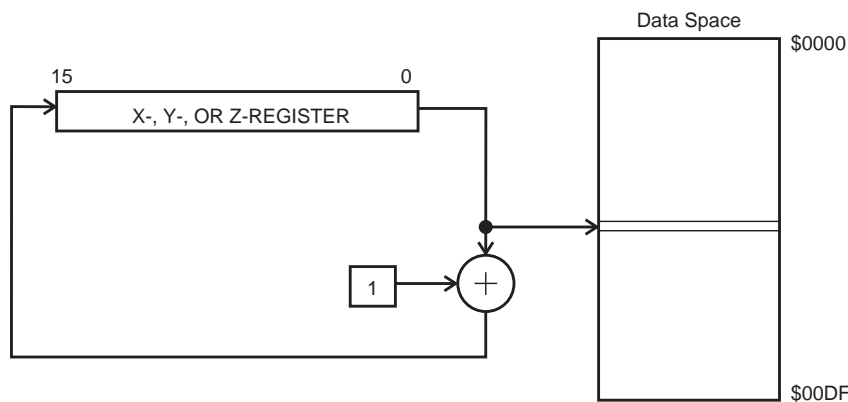 Data Space
$0000
15 0
X-, Y-, OR Z-REGISTER
1
+
$00DF